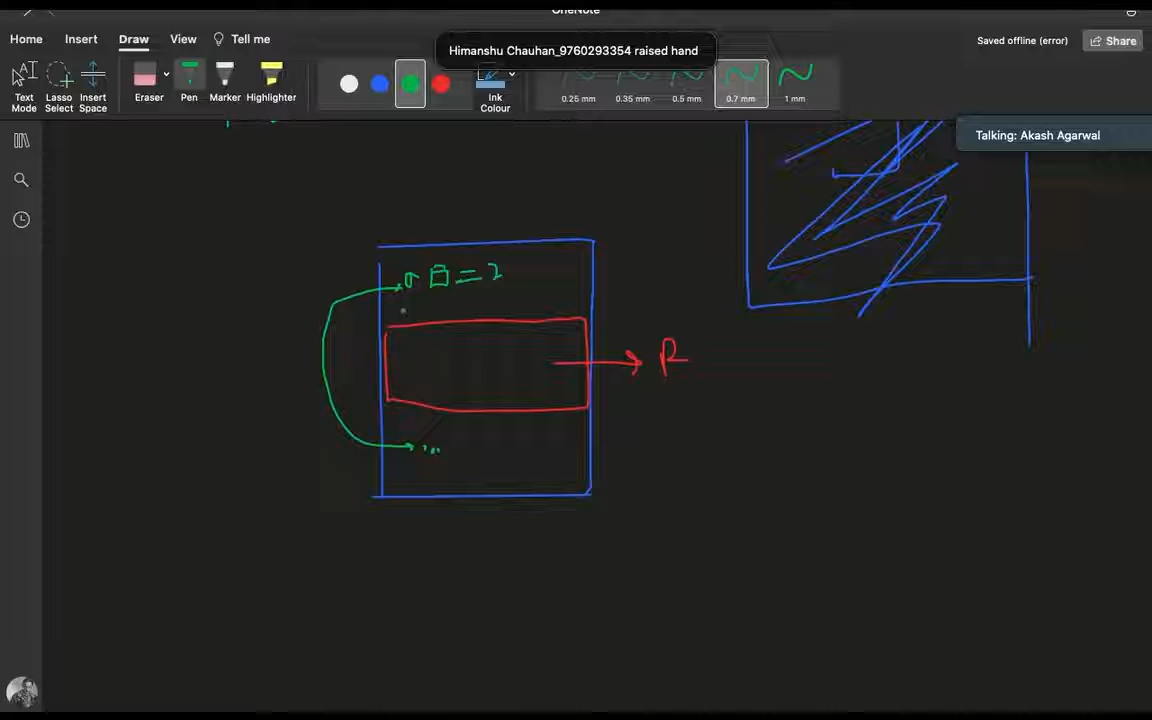 OneNote
Himanshu Chauhan_9760293354 raised hand
Home Insert Draw View Tell me
Saved offline (error) Share
Text Mode
Lasso Select
Insert Space
Eraser
Pen
Marker
Highlighter
Ink Colour
0.25 mm 0.35 mm 0.5 mm 0.7 mm 1 mm
Talking: Akash Agarwal
R
...